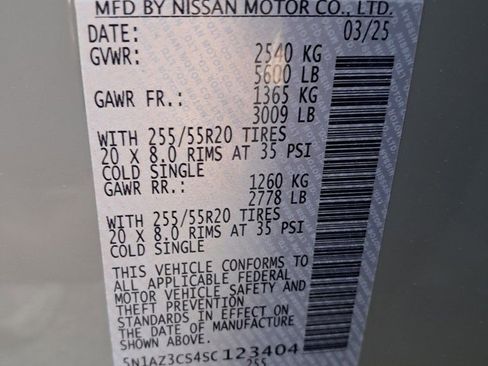 MFD BY NISSAN MOTOR CO., LTD.
DATE: 03/25
GVWR: 2540 KG
5600 LB
GAWR FR.: 1365 KG
3009 LB
WITH 255/55R20 TIRES
20 X 8.0 RIMS AT 35 PSI
COLD SINGLE
GAWR RR.: 1260 KG
2778 LB
WITH 255/55R20 TIRES
20 X 8.0 RIMS AT 35 PSI
COLD SINGLE
THIS VEHICLE CONFORMS TO
ALL APPLICABLE FEDERAL
MOTOR VEHICLE SAFETY AND
THEFT PREVENTION
STANDARDS IN EFFECT ON
THE DATE OF MANUFACTURE
SHOWN ABOVE.
5N1AZ3CS4SC123404
255